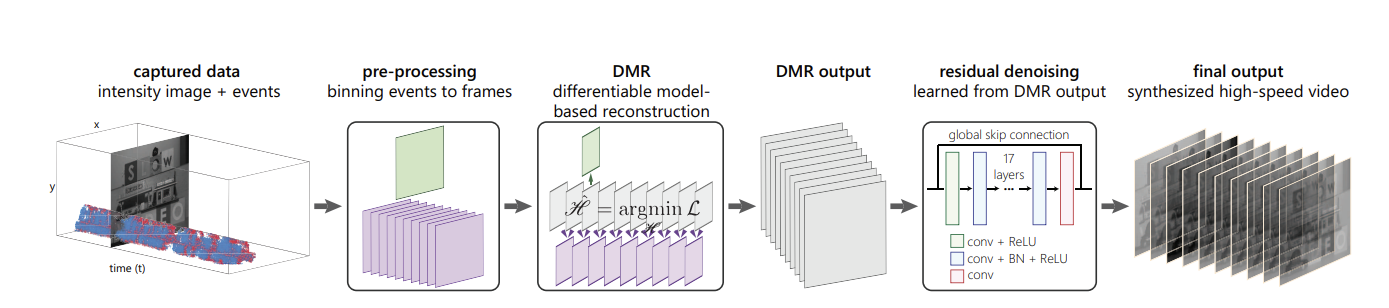 captured data
intensity image + events
x
y
time (t)
SLOW
pre-processing
binning events to frames
DMR
differentiable model-
based reconstruction
ℋ̂ = argmin ℒ
ℋ
DMR output
residual denoising
learned from DMR output
global skip connection
17
layers
...
conv + ReLU
conv + BN + ReLU
conv
final output
synthesized high-speed video